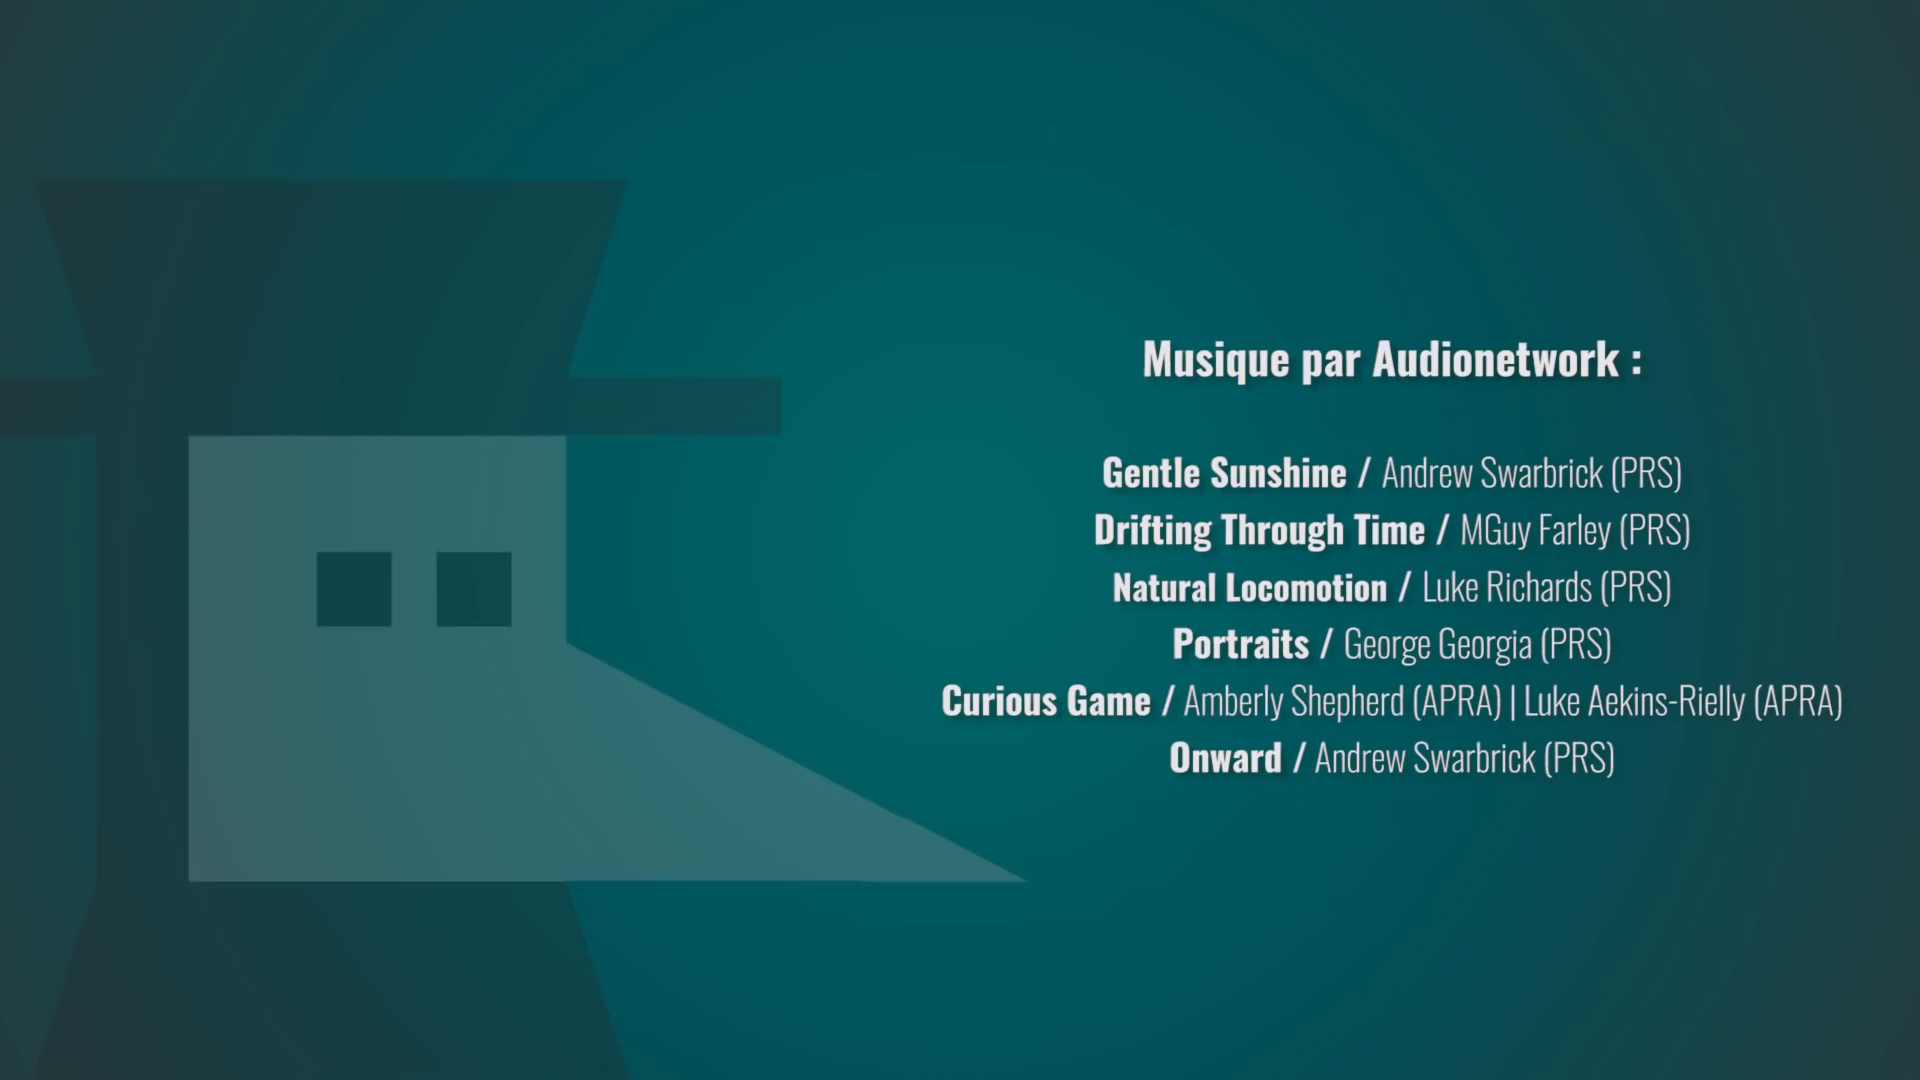 Musique par Audionetwork :
Gentle Sunshine / Andrew Swarbrick (PRS)
Drifting Through Time / MGuy Farley (PRS)
Natural Locomotion / Luke Richards (PRS)
Portraits / George Georgia (PRS)
Curious Game / Amberly Shepherd (APRA) | Luke Aekins-Rielly (APRA)
Onward / Andrew Swarbrick (PRS)